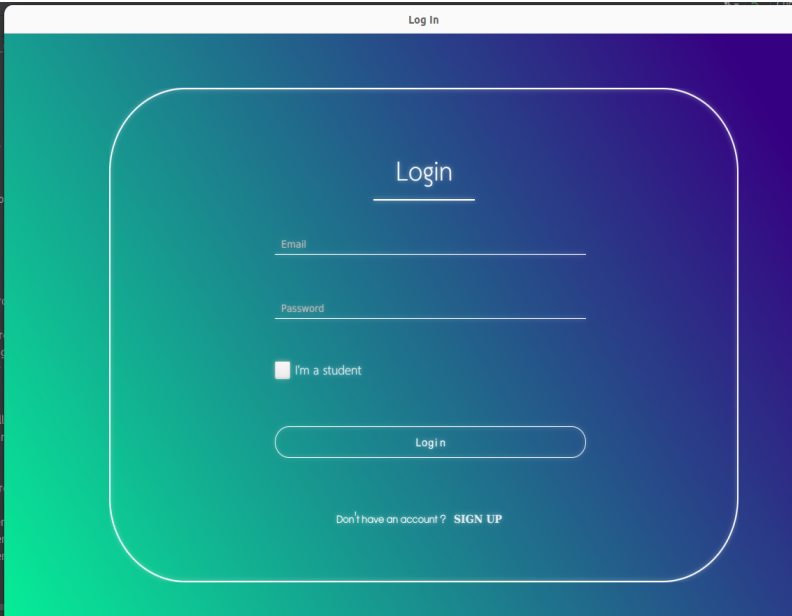 Log In
Login
Email
Password
I'm a student
Login
Don't have an account ? SIGN UP